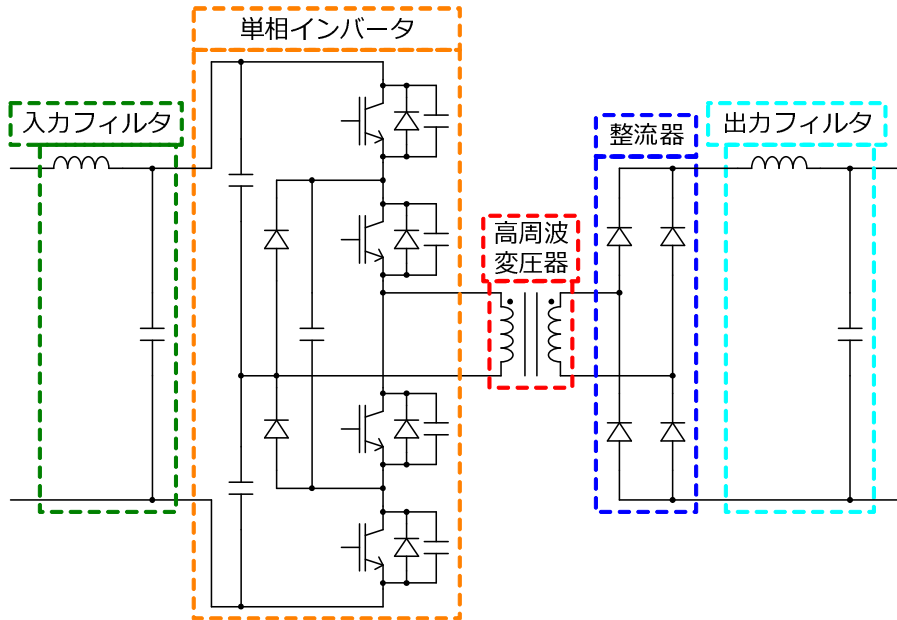 単相インバータ
入力フィルタ
整流器
出力フィルタ
高周波
変圧器